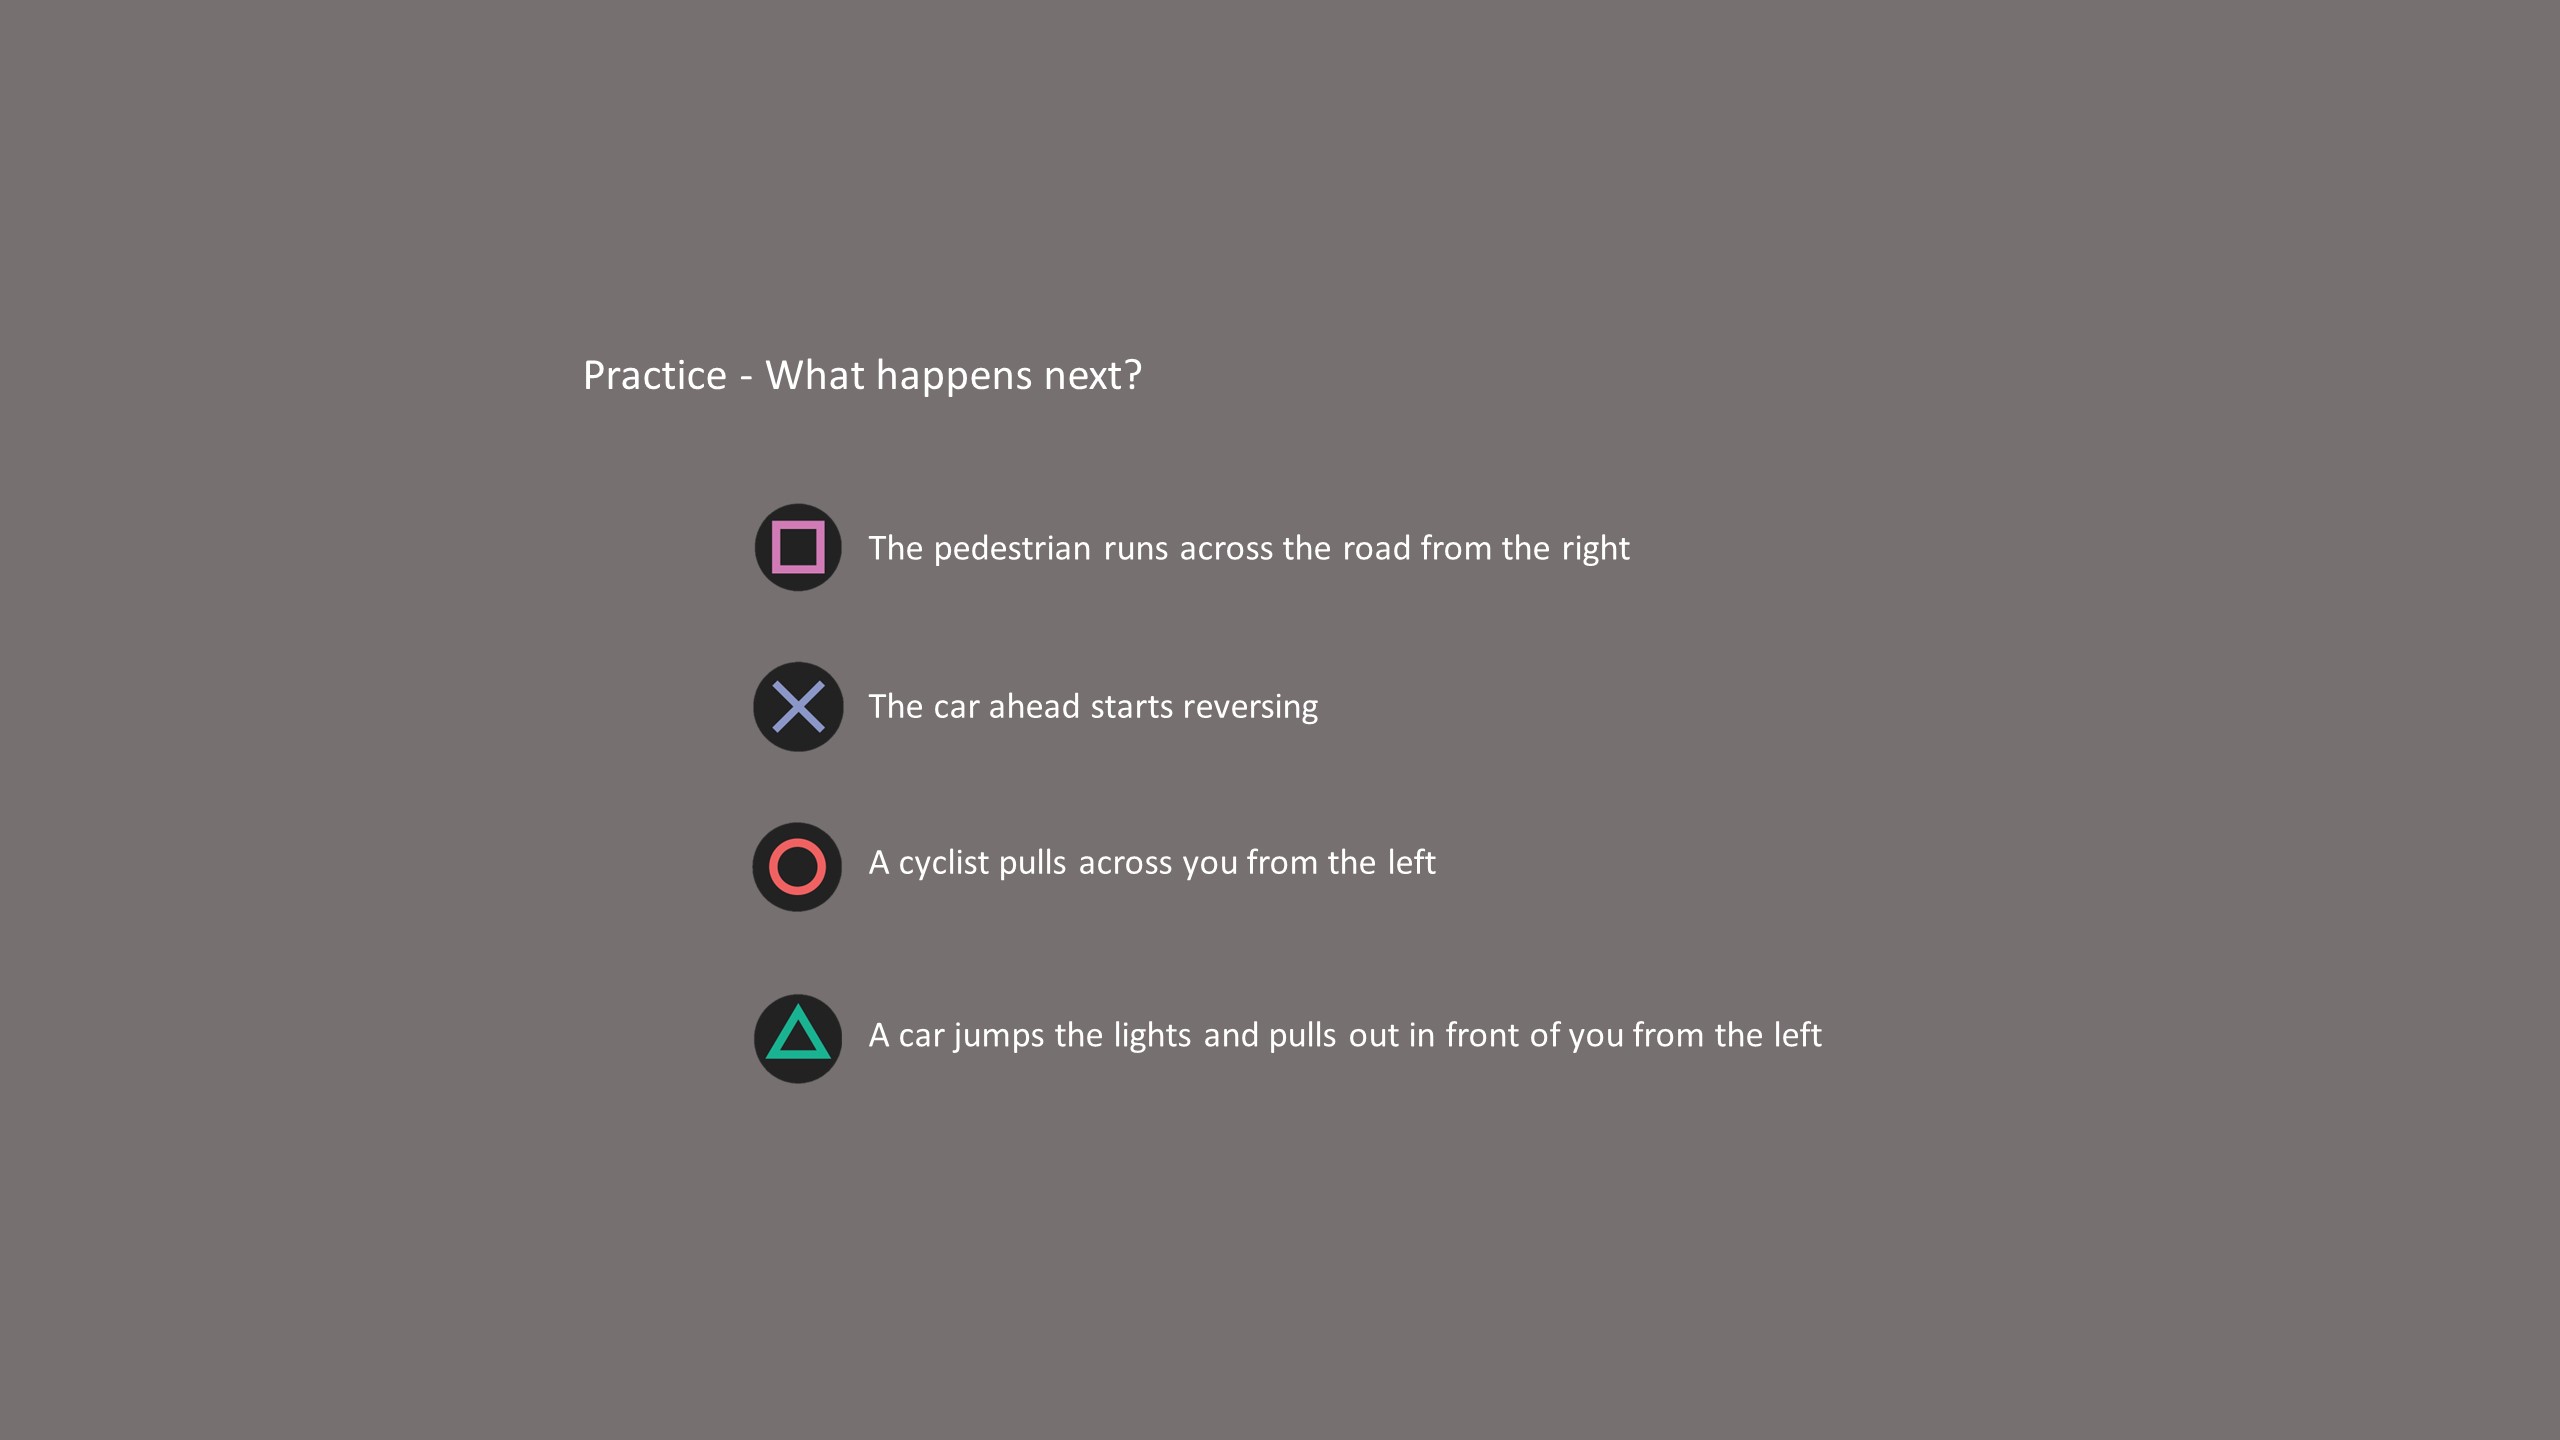 Practice - What happens next?
The pedestrian runs across the road from the right
The car ahead starts reversing
A cyclist pulls across you from the left
A car jumps the lights and pulls out in front of you from the left